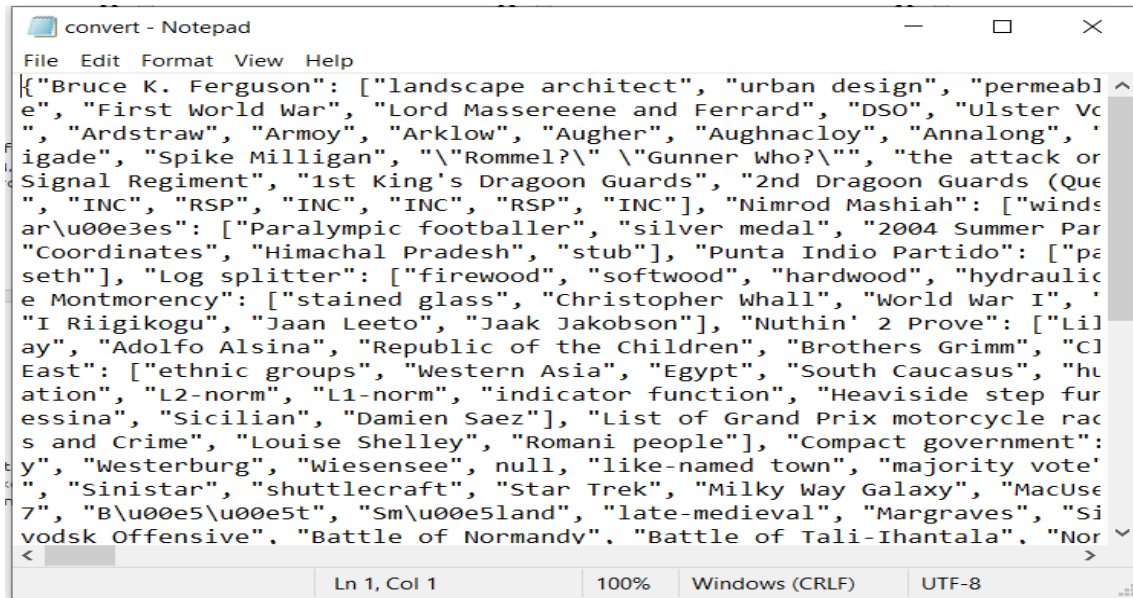 convert - Notepad
File Edit Format View Help
{"Bruce K. Ferguson": ["landscape architect", "urban design", "permeabl
e", "First World War", "Lord Massereene and Ferrard", "DSO", "Ulster Vo
", "Ardstraw", "Armoy", "Arklow", "Augher", "Aughnacloy", "Annalong", "
igade", "Spike Milligan", "\"Rommel?\" \"Gunner Who?\"", "the attack on
Signal Regiment", "1st King's Dragoon Guards", "2nd Dragoon Guards (Que
", "INC", "RSP", "INC", "INC", "RSP", "INC"], "Nimrod Mashiah": ["winds
ar\u00e3es": ["Paralympic footballer", "silver medal", "2004 Summer Par
"Coordinates", "Himachal Pradesh", "stub"], "Punta Indio Partido": ["pa
seth"], "Log splitter": ["firewood", "softwood", "hardwood", "hydraulic
e Montmorency": ["stained glass", "Christopher Whall", "World War I", "
"I Riigikogu", "Jaan Leeto", "Jaak Jakobson"], "Nuthin' 2 Prove": ["Lil
ay", "Adolfo Alsina", "Republic of the Children", "Brothers Grimm", "Cl
East": ["ethnic groups", "Western Asia", "Egypt", "South Caucasus", "hu
ation", "L2-norm", "L1-norm", "indicator function", "Heaviside step fun
essina", "Sicilian", "Damien Saez"], "List of Grand Prix motorcycle rac
s and Crime", "Louise Shelley", "Romani people"], "Compact government":
y", "Westerburg", "Wiesensee", null, "like-named town", "majority vote"
", "Sinistar", "shuttlecraft", "Star Trek", "Milky Way Galaxy", "MacUse
7", "B\u00e5\u00e5t", "Sm\u00e5land", "late-medieval", "Margraves", "Si
vodsk Offensive", "Battle of Normandy", "Battle of Tali-Ihantala", "Nor
Ln 1, Col 1 100% Windows (CRLF) UTF-8